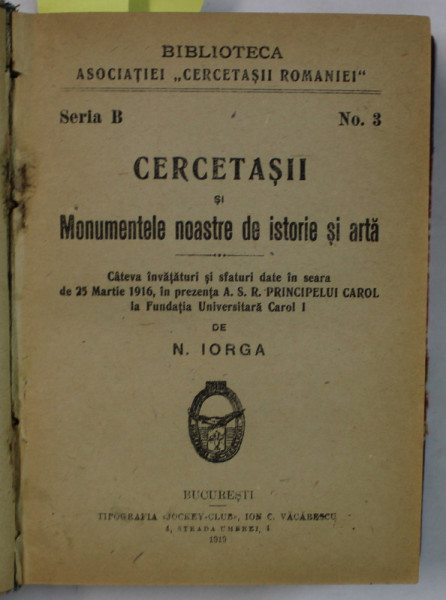 BIBLIOTECA
ASOCIAȚIEI „CERCETAȘII ROMANIEI"
Seria B No. 3
CERCETAȘII
ȘI
Monumentele noastre de istorie și artă
Câteva învățături și sfaturi date în seara
de 25 Martie 1916, în prezența A. S. R. PRINCIPELUI CAROL
la Fundația Universitară Carol I
DE
N. IORGA
BUCUREȘTI
TIPOGRAFIA «JOCKEY-CLUB», ION C. VĂCĂRESCU
STRADA UMBREI,